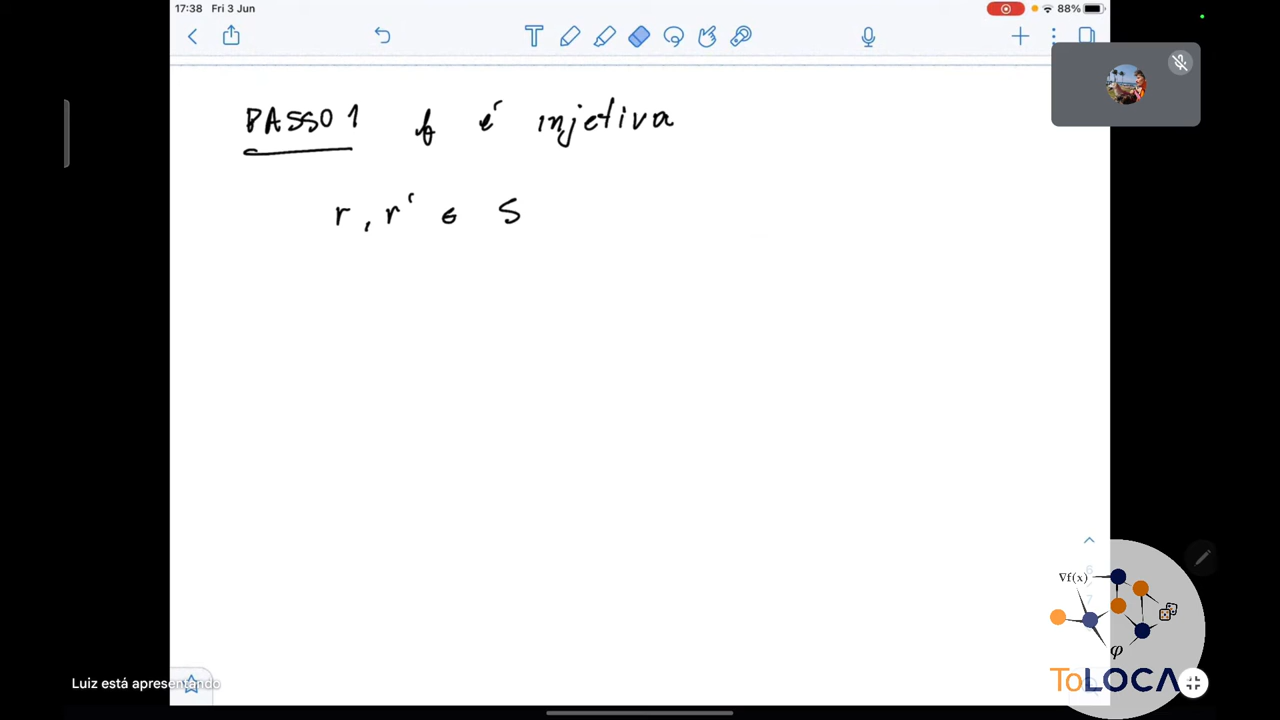 17:38 Fri 3 Jun
88%
PASSO 1 f é injetiva
r, r' ∈ S
∇f(x)
φ
ToLOCA
Luiz está apresentando